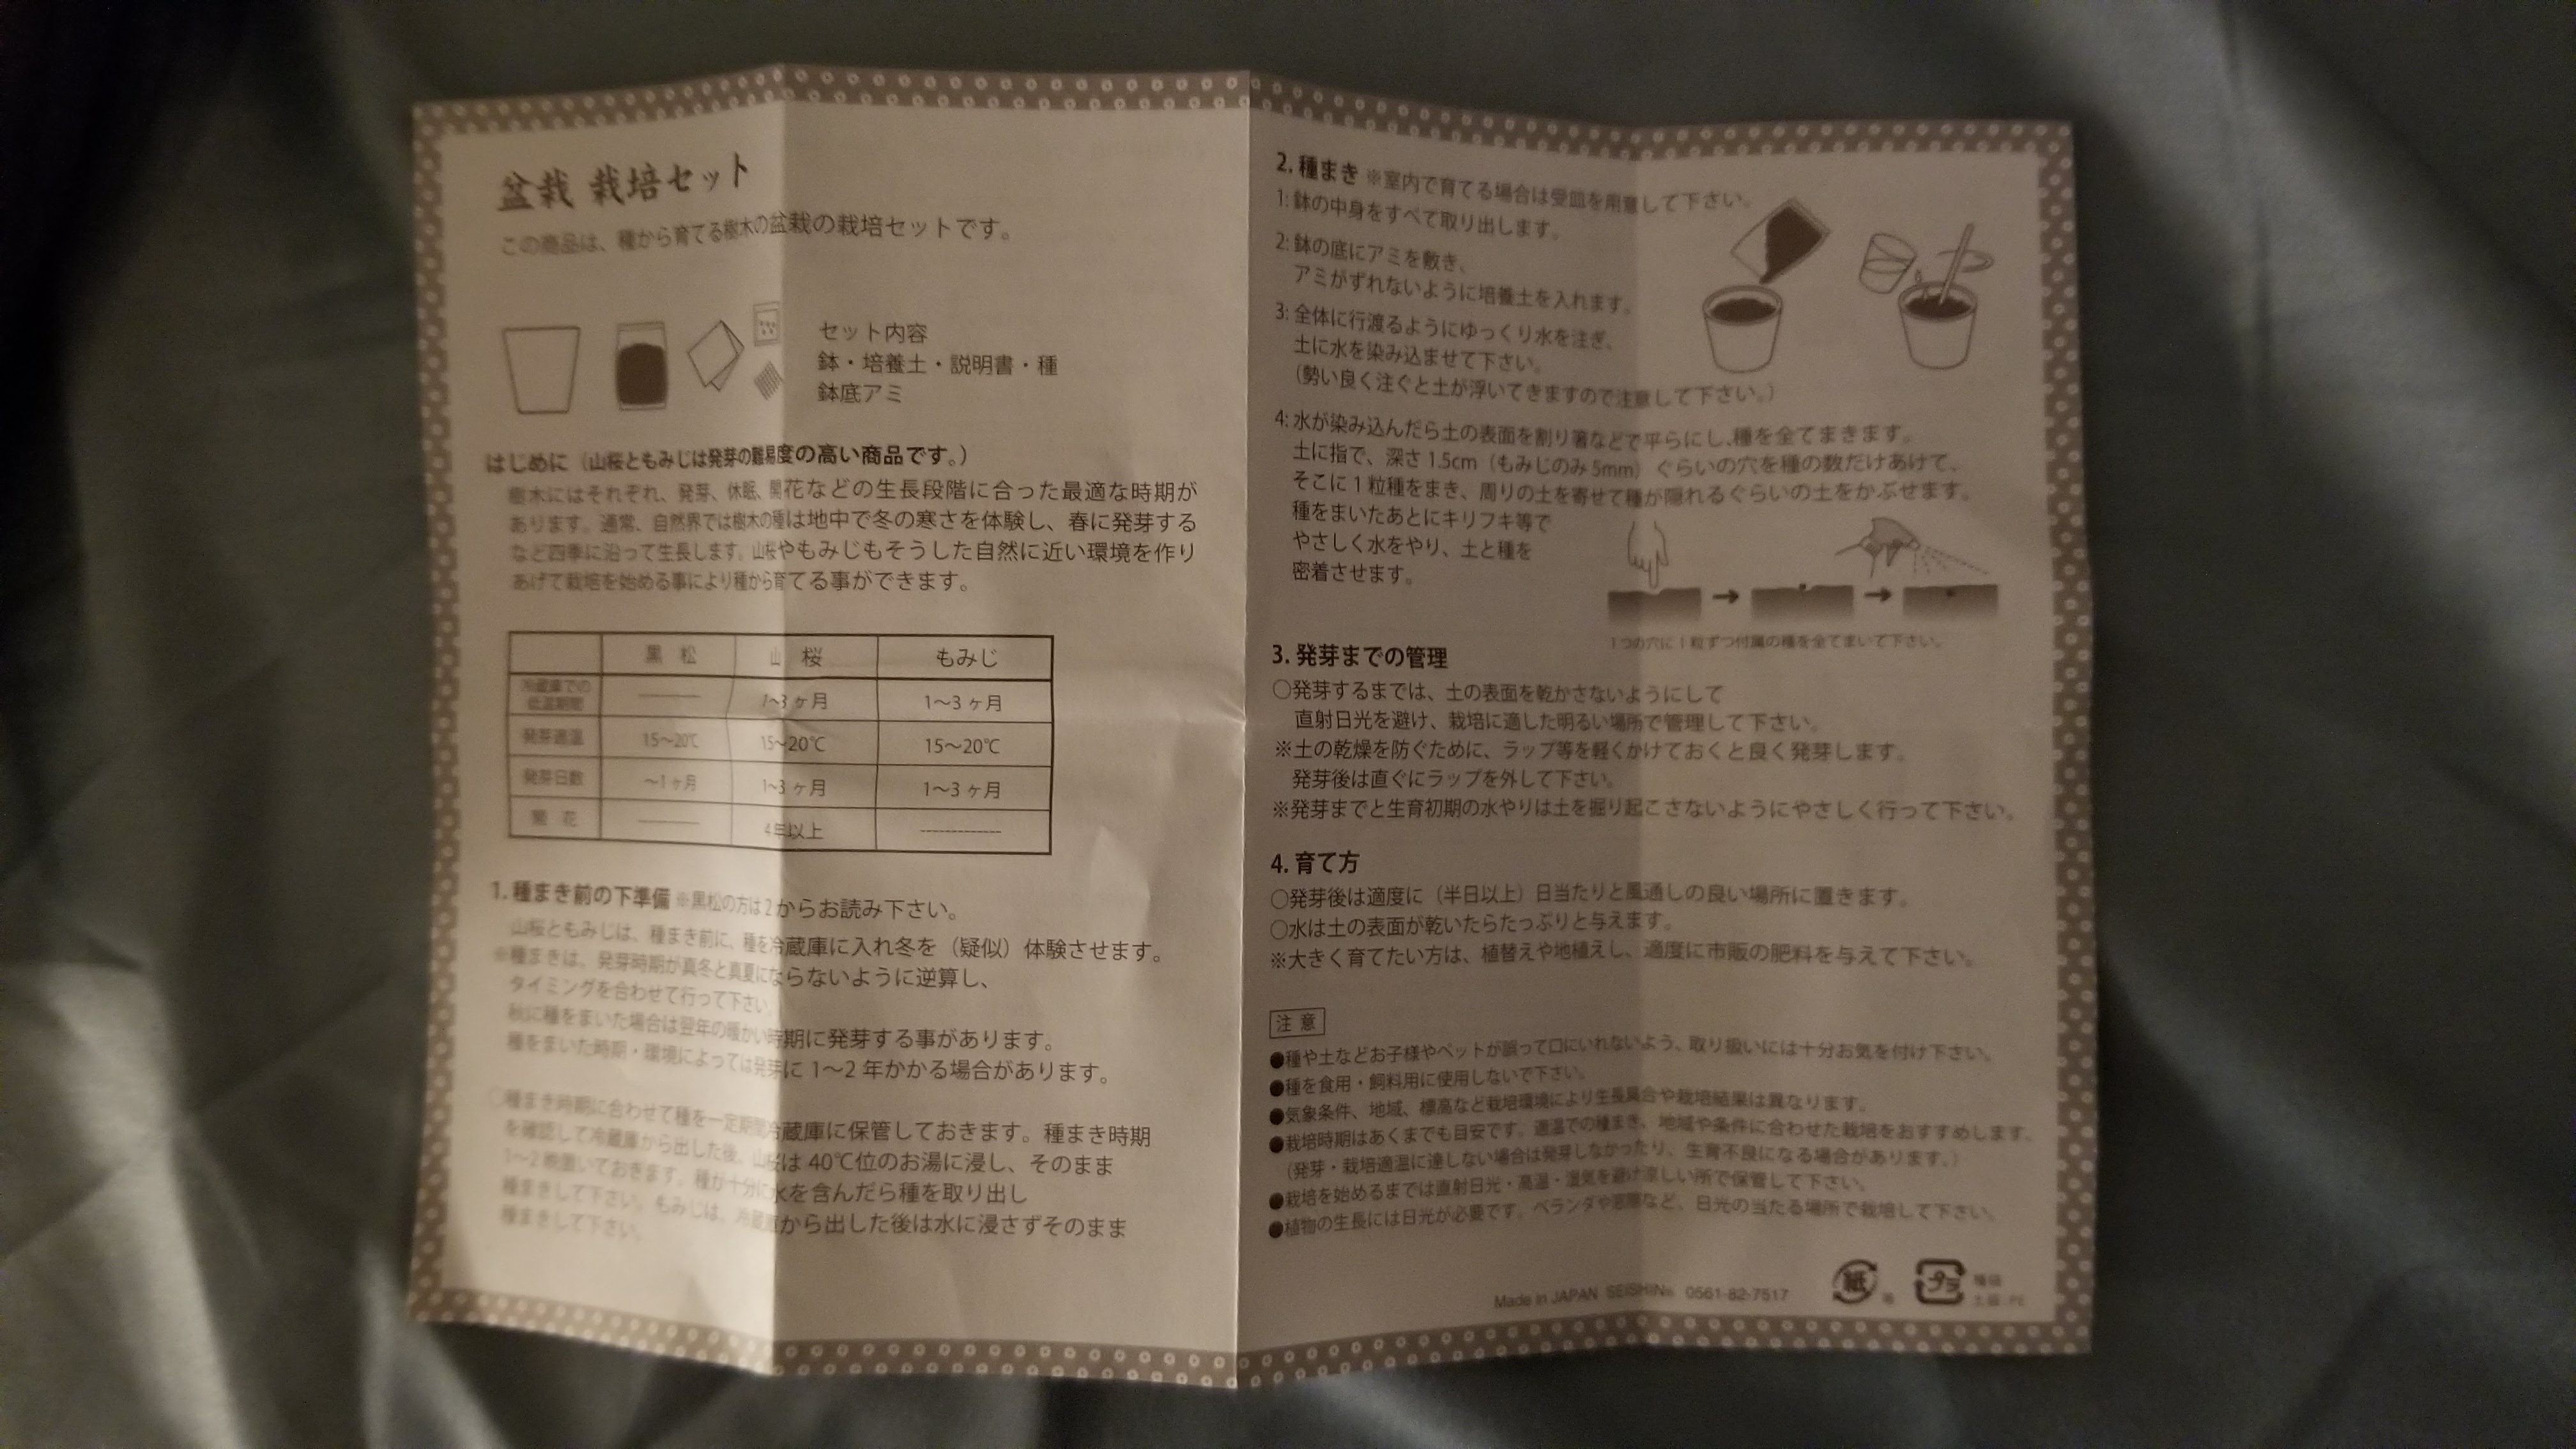 盆栽 栽培セット
この商品は、種から育てる樹木の盆栽の栽培セットです。
セット内容
鉢・培養土・説明書・種
鉢底アミ
はじめに（山桜ともみじは発芽の難易度の高い商品です。）
樹木にはそれぞれ、発芽、休眠、開花などの生長段階に合った最適な時期が
あります。通常、自然界では樹木の種は地中で冬の寒さを体験し、春に発芽する
など四季に沿って生長します。山桜やもみじもそうした自然に近い環境を作り
あげて栽培を始める事により種から育てる事ができます。
黒 松 山 桜 もみじ
冷蔵庫での
低温期間 ---------- 1～3ヶ月 1～3ヶ月
発芽適温 15～20℃ 15～20℃ 15～20℃
発芽日数 ～1ヶ月 1～3ヶ月 1～3ヶ月
開 花 ---------- 4年以上 -------------
1. 種まき前の下準備 ※黒松の方は2からお読み下さい。
山桜ともみじは、種まき前に、種を冷蔵庫に入れ冬を（疑似）体験させます。
※種まきは、発芽時期が真冬と真夏にならないように逆算し、
タイミングを合わせて行って下さい。
秋に種をまいた場合は翌年の暖かい時期に発芽する事があります。
種をまいた時期・環境によっては発芽に1～2年かかる場合があります。
○種まき時期に合わせて種を一定期間冷蔵庫に保管しておきます。種まき時期
を確認して冷蔵庫から出した後、山桜は40℃位のお湯に浸し、そのまま
1～2晩置いておきます。種が十分に水を含んだら種を取り出し
種まきして下さい。もみじは、冷蔵庫から出した後は水に浸さずそのまま
種まきして下さい。
2. 種まき ※室内で育てる場合は受皿を用意して下さい。
1: 鉢の中身をすべて取り出します。
2: 鉢の底にアミを敷き、
アミがずれないように培養土を入れます。
3: 全体に行渡るようにゆっくり水を注ぎ、
土に水を染み込ませて下さい。
（勢い良く注ぐと土が浮いてきますので注意して下さい。）
4: 水が染み込んだら土の表面を割り箸などで平らにし、種を全てまきます。
土に指で、深さ1.5cm（もみじのみ5mm）ぐらいの穴を種の数だけあけて、
そこに1粒種をまき、周りの土を寄せて種が隠れるぐらいの土をかぶせます。
種をまいたあとにキリフキ等で
やさしく水をやり、土と種を
密着させます。
1つの穴に1粒ずつ付属の種を全てまいて下さい。
3. 発芽までの管理
○発芽するまでは、土の表面を乾かさないようにして
直射日光を避け、栽培に適した明るい場所で管理して下さい。
※土の乾燥を防ぐために、ラップ等を軽くかけておくと良く発芽します。
発芽後は直ぐにラップを外して下さい。
※発芽までと生育初期の水やりは土を掘り起こさないようにやさしく行って下さい。
4. 育て方
○発芽後は適度に（半日以上）日当たりと風通しの良い場所に置きます。
○水は土の表面が乾いたらたっぷりと与えます。
※大きく育てたい方は、植替えや地植えし、適度に市販の肥料を与えて下さい。
注 意
●種や土などお子様やペットが誤って口にいれないよう、取り扱いには十分お気を付け下さい。
●種を食用・飼料用に使用しないで下さい。
●気象条件、地域、標高など栽培環境により生長具合や栽培結果は異なります。
●栽培時期はあくまでも目安です。適温での種まき、地域や条件に合わせた栽培をおすすめします。
（発芽・栽培適温に達しない場合は発芽しなかったり、生育不良になる場合があります。）
●栽培を始めるまでは直射日光・高温・湿気を避け涼しい所で保管して下さい。
●植物の生長には日光が必要です。ベランダや窓際など、日光の当たる場所で栽培して下さい。
Made in JAPAN SEISHIN 0561-82-7517
紙
プラ